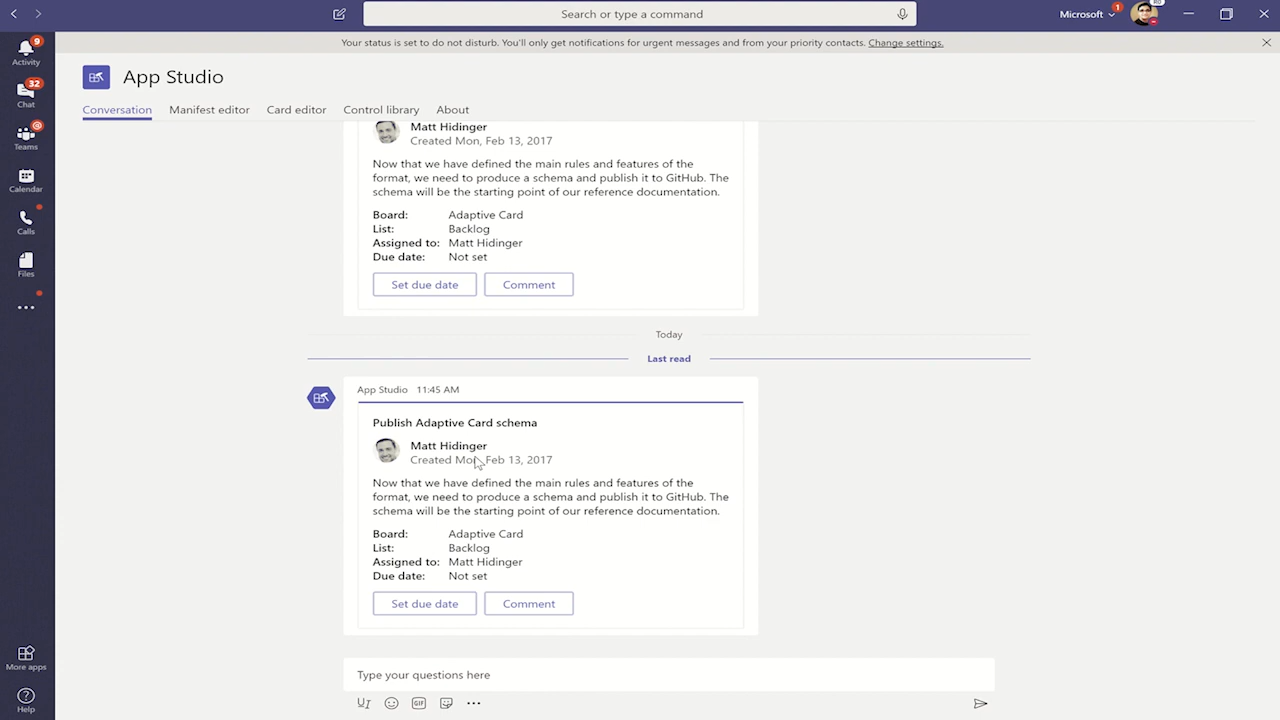 Search or type a command
Microsoft
1
RO
Your status is set to do not disturb. You'll only get notifications for urgent messages and from your priority contacts. Change settings.
9
Activity
32
Chat
@
Teams
Calendar
Calls
Files
More apps
Help
App Studio
Conversation
Manifest editor
Card editor
Control library
About
Matt Hidinger
Created Mon, Feb 13, 2017
Now that we have defined the main rules and features of the
format, we need to produce a schema and publish it to GitHub. The
schema will be the starting point of our reference documentation.
Board: Adaptive Card
List: Backlog
Assigned to: Matt Hidinger
Due date: Not set
Set due date
Comment
Today
Last read
App Studio 11:45 AM
Publish Adaptive Card schema
Matt Hidinger
Created Mon, Feb 13, 2017
Now that we have defined the main rules and features of the
format, we need to produce a schema and publish it to GitHub. The
schema will be the starting point of our reference documentation.
Board: Adaptive Card
List: Backlog
Assigned to: Matt Hidinger
Due date: Not set
Set due date
Comment
Type your questions here
GIF